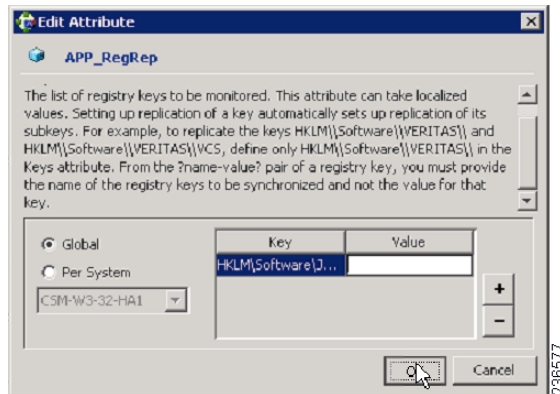 Edit Attribute
APP_RegRep
The list of registry keys to be monitored. This attribute can take localized
values. Setting up replication of a key automatically sets up replication of its
subkeys. For example, to replicate the keys HKLM\\Software\\VERITAS\\ and
HKLM\\Software\\VERITAS\\VCS, define only HKLM\\Software\\VERITAS\\ in the
Keys attribute. From the ?name-value? pair of a registry key, you must provide
the name of the registry keys to be synchronized and not the value for that
key.
Global
Per System
CSM-W3-32-HA1
Key Value
HKLM\Software\J...
+
−
OK Cancel
236577